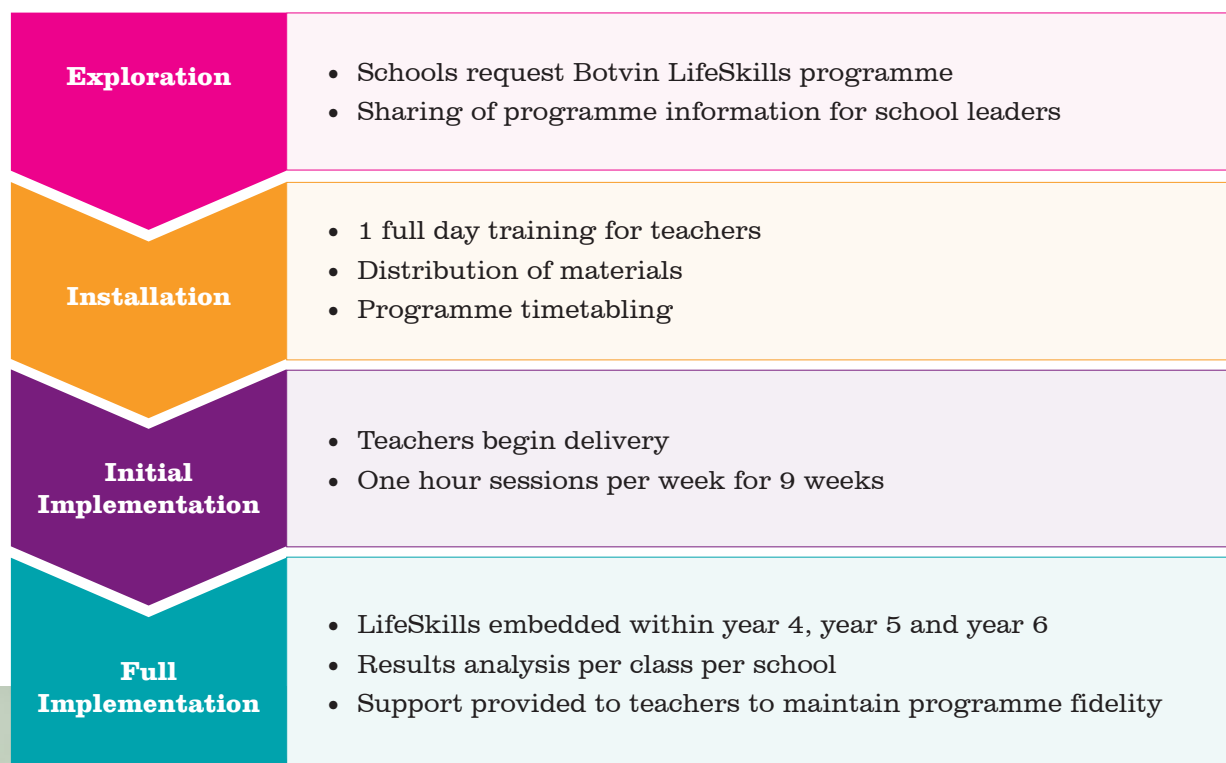 Exploration
• Schools request Botvin LifeSkills programme
• Sharing of programme information for school leaders
Installation
• 1 full day training for teachers
• Distribution of materials
• Programme timetabling
Initial
Implementation
• Teachers begin delivery
• One hour sessions per week for 9 weeks
Full
Implementation
• LifeSkills embedded within year 4, year 5 and year 6
• Results analysis per class per school
• Support provided to teachers to maintain programme fidelity